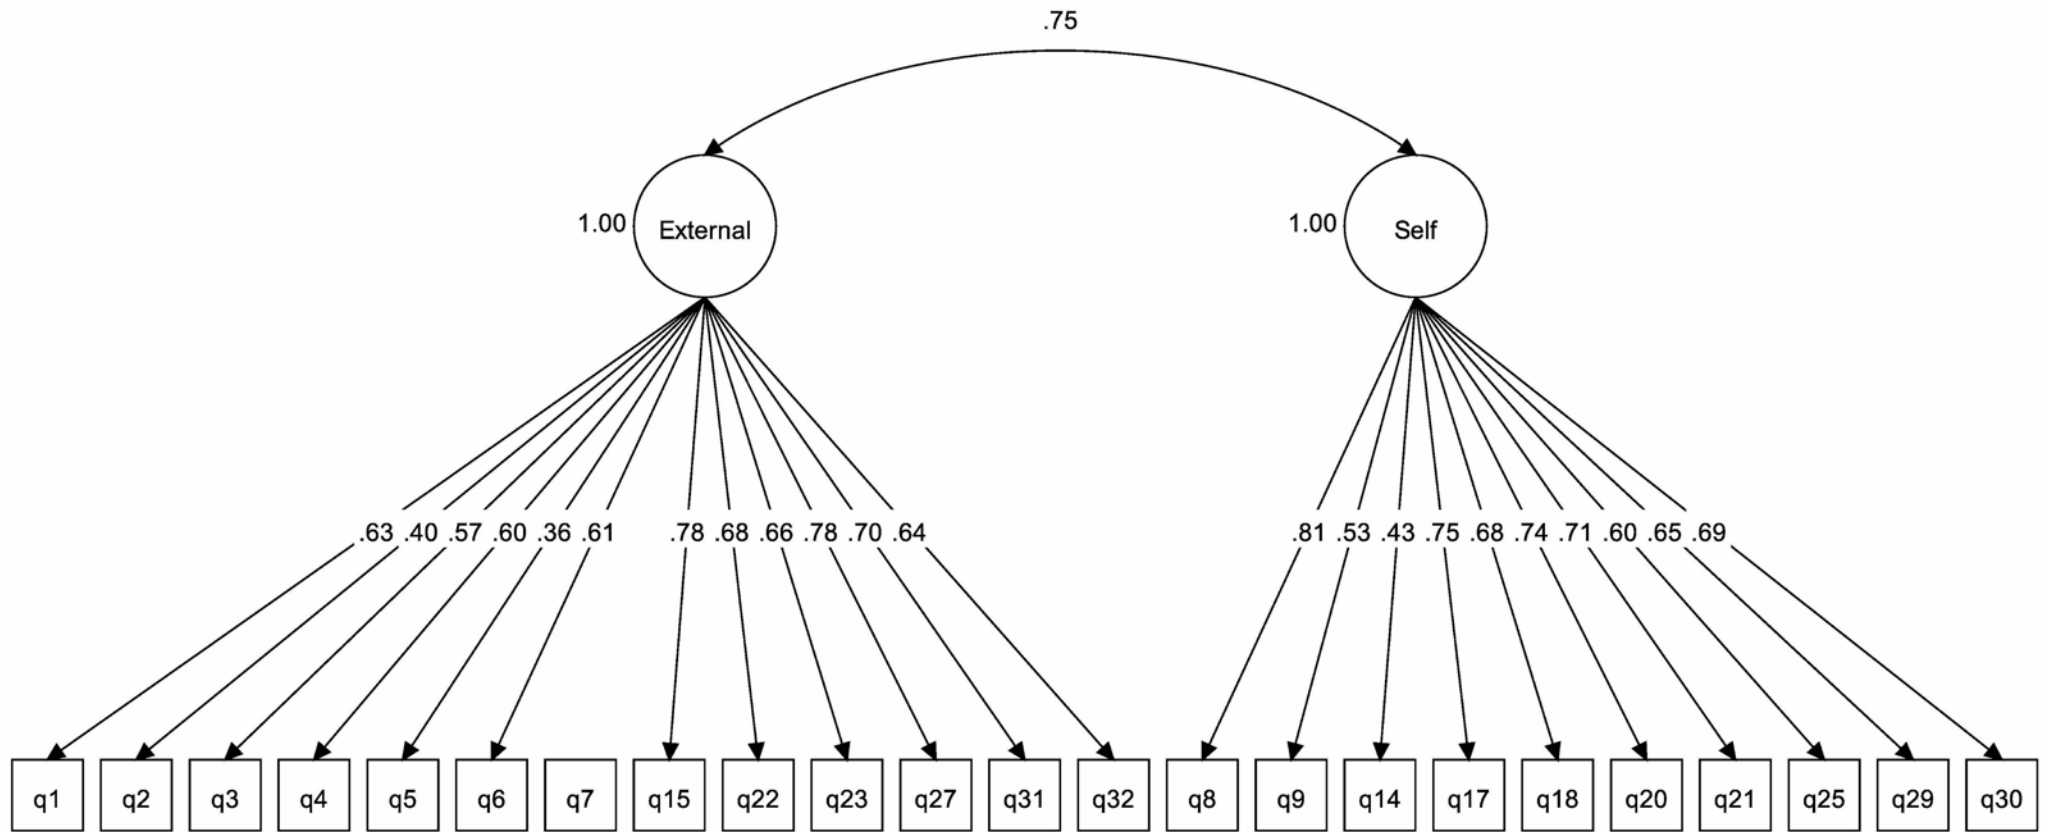 .75
1.00 External 1.00 Self
.63 .40 .57 .60 .36 .61 .78 .68 .66 .78 .70 .64 .81 .53 .43 .75 .68 .74 .71 .60 .65 .69
q1 q2 q3 q4 q5 q6 q7 q15 q22 q23 q27 q31 q32 q8 q9 q14 q17 q18 q20 q21 q25 q29 q30